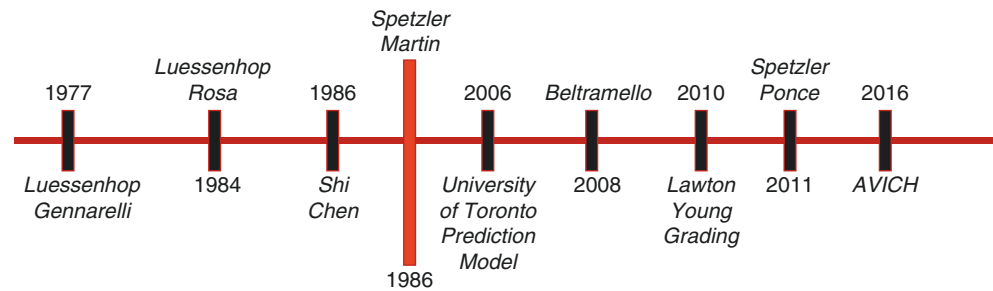 1977
Luessenhop
Gennarelli
Luessenhop
Rosa
1984
1986
Shi
Chen
Spetzler
Martin
1986
2006
University
of Toronto
Prediction
Model
Beltramello
2008
2010
Lawton
Young
Grading
Spetzler
Ponce
2011
2016
AVICH